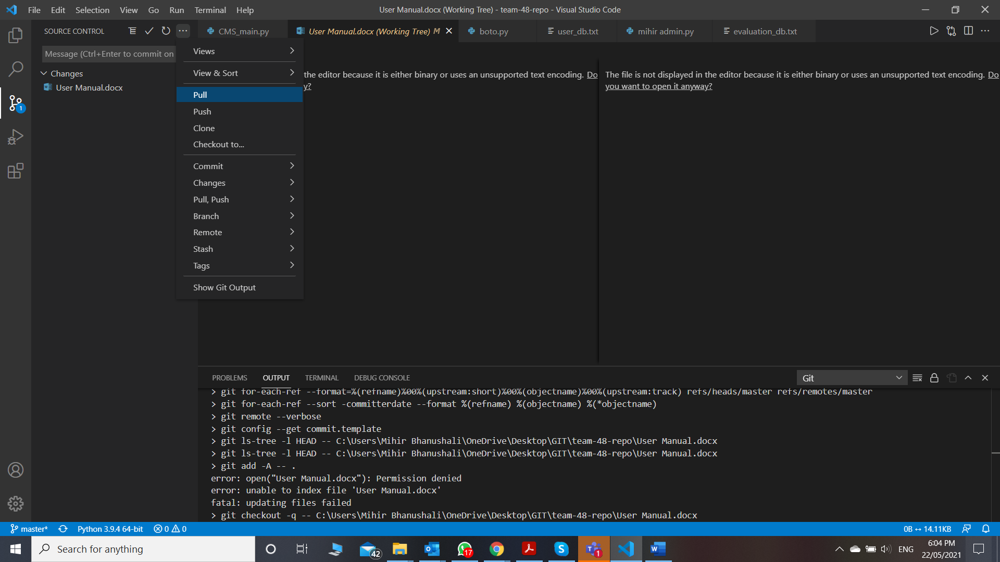 File Edit Selection View Go Run Terminal Help
User Manual.docx (Working Tree) - team-48-repo - Visual Studio Code
SOURCE CONTROL
CMS_main.py
User Manual.docx (Working Tree) M
boto.py
user_db.txt
mihir admin.py
evaluation_db.txt
Message (Ctrl+Enter to commit on
Changes
User Manual.docx
1
Views
View & Sort
Pull
Push
Clone
Checkout to...
Commit
Changes
Pull, Push
Branch
Remote
Stash
Tags
Show Git Output
the editor because it is either binary or uses an unsupported text encoding. Do
y?
The file is not displayed in the editor because it is either binary or uses an unsupported text encoding. Do
you want to open it anyway?
PROBLEMS OUTPUT TERMINAL DEBUG CONSOLE
Git
> git for-each-ref --format=%(refname)%00%(upstream:short)%00%(objectname)%00%(upstream:track) refs/heads/master refs/remotes/master
> git for-each-ref --sort -committerdate --format %(refname) %(objectname) %(*objectname)
> git remote --verbose
> git config --get commit.template
> git ls-tree -l HEAD -- C:\Users\Mihir Bhanushali\OneDrive\Desktop\GIT\team-48-repo\User Manual.docx
> git ls-tree -l HEAD -- C:\Users\Mihir Bhanushali\OneDrive\Desktop\GIT\team-48-repo\User Manual.docx
> git add -A -- .
error: open("User Manual.docx"): Permission denied
error: unable to index file 'User Manual.docx'
fatal: updating files failed
> git checkout -q -- C:\Users\Mihir Bhanushali\OneDrive\Desktop\GIT\team-48-repo\User Manual.docx
master* Python 3.9.4 64-bit 0 0
0B ↔ 14.11KB
Search for anything
42
17
1
ENG
6:04 PM
22/05/2021